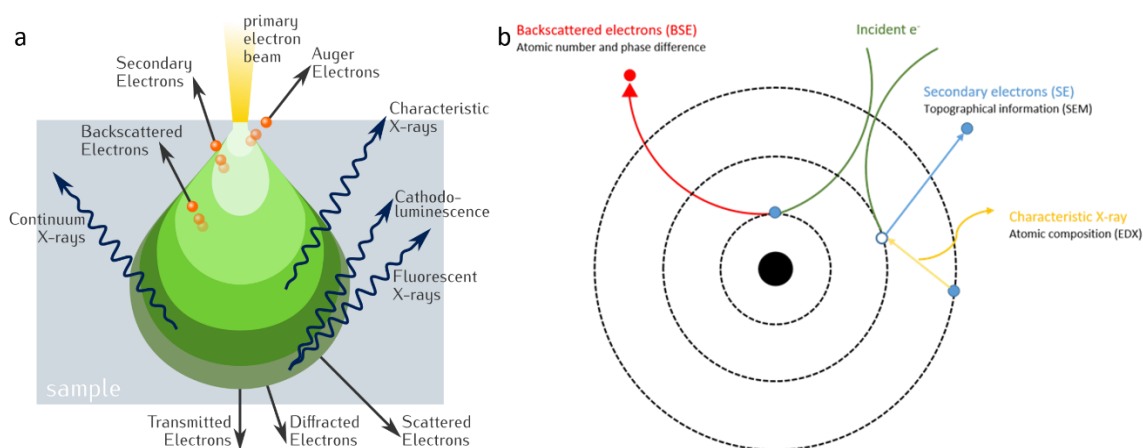 a
primary
electron
beam
Secondary
Electrons
Auger
Electrons
Characteristic
X-rays
Backscattered
Electrons
Cathodo-
luminescence
Continuum
X-rays
Fluorescent
X-rays
sample
Transmitted
Electrons
Diffracted
Electrons
Scattered
Electrons
b
Backscattered electrons (BSE)
Atomic number and phase difference
Incident e⁻
Secondary electrons (SE)
Topographical information (SEM)
Characteristic X-ray
Atomic composition (EDX)